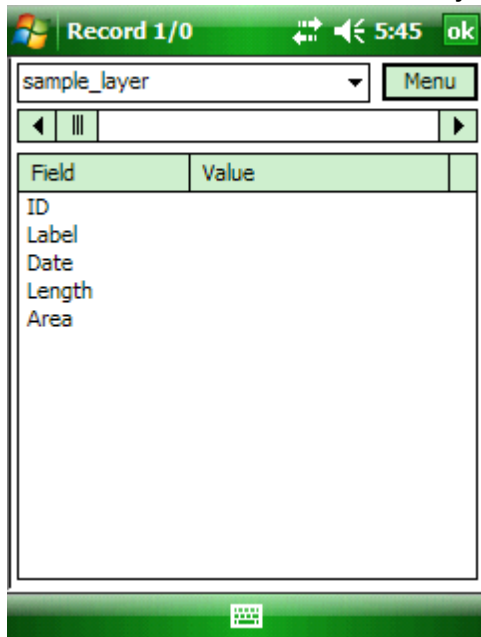 Record 1/0 5:45 ok
sample_layer Menu
Field Value
ID
Label
Date
Length
Area